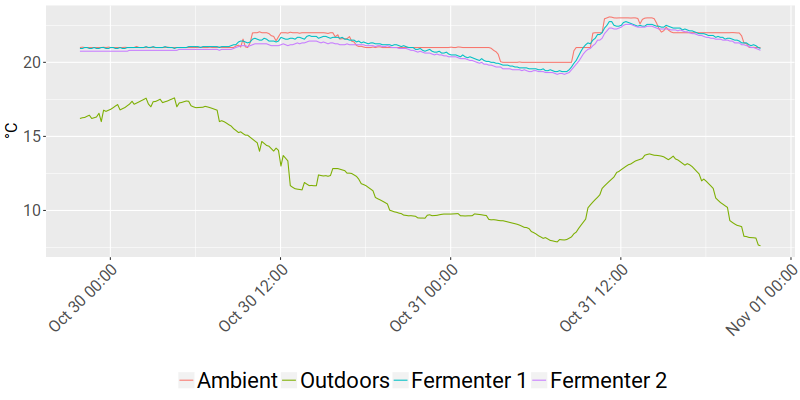 °C
20
15
10
Oct 30 00:00
Oct 30 12:00
Oct 31 00:00
Oct 31 12:00
Nov 01 00:00
Ambient Outdoors Fermenter 1 Fermenter 2